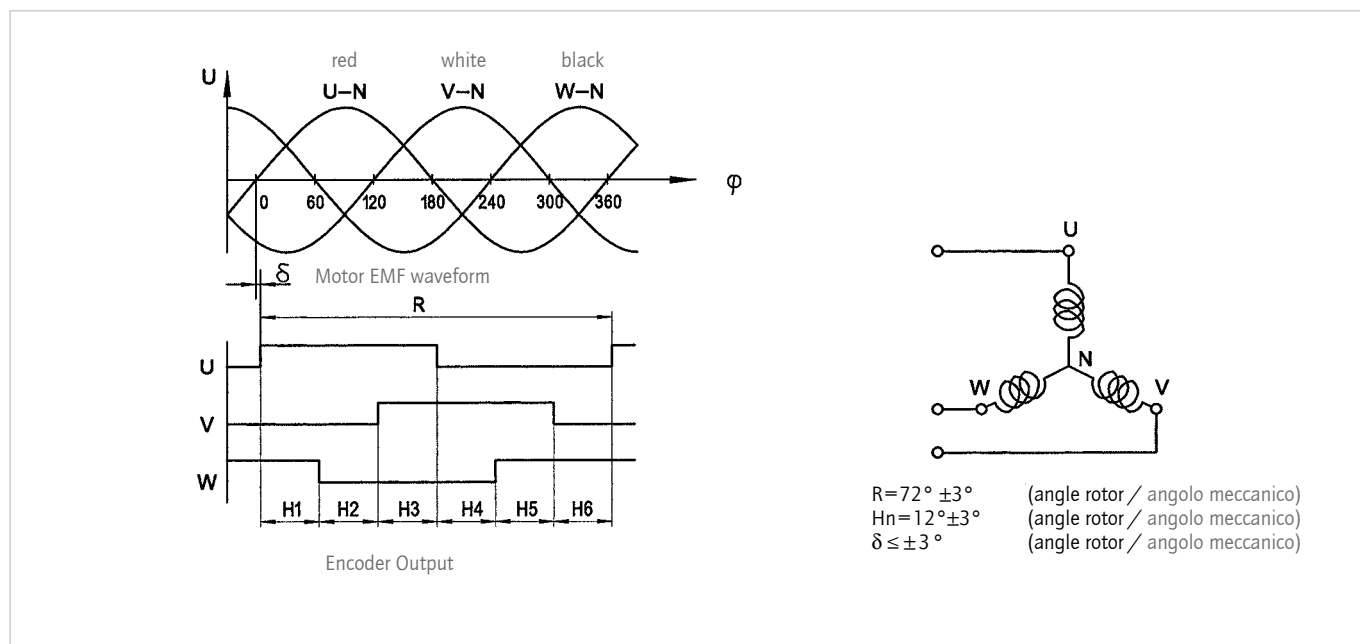 red white black
U U–N V–N W–N
φ
0 60 120 180 240 300 360
δ Motor EMF waveform
R
U
V
W
H1 H2 H3 H4 H5 H6
Encoder Output
U
N
W V
R=72° ±3° (angle rotor / angolo meccanico)
Hn=12°±3° (angle rotor / angolo meccanico)
δ ≤ ±3° (angle rotor / angolo meccanico)